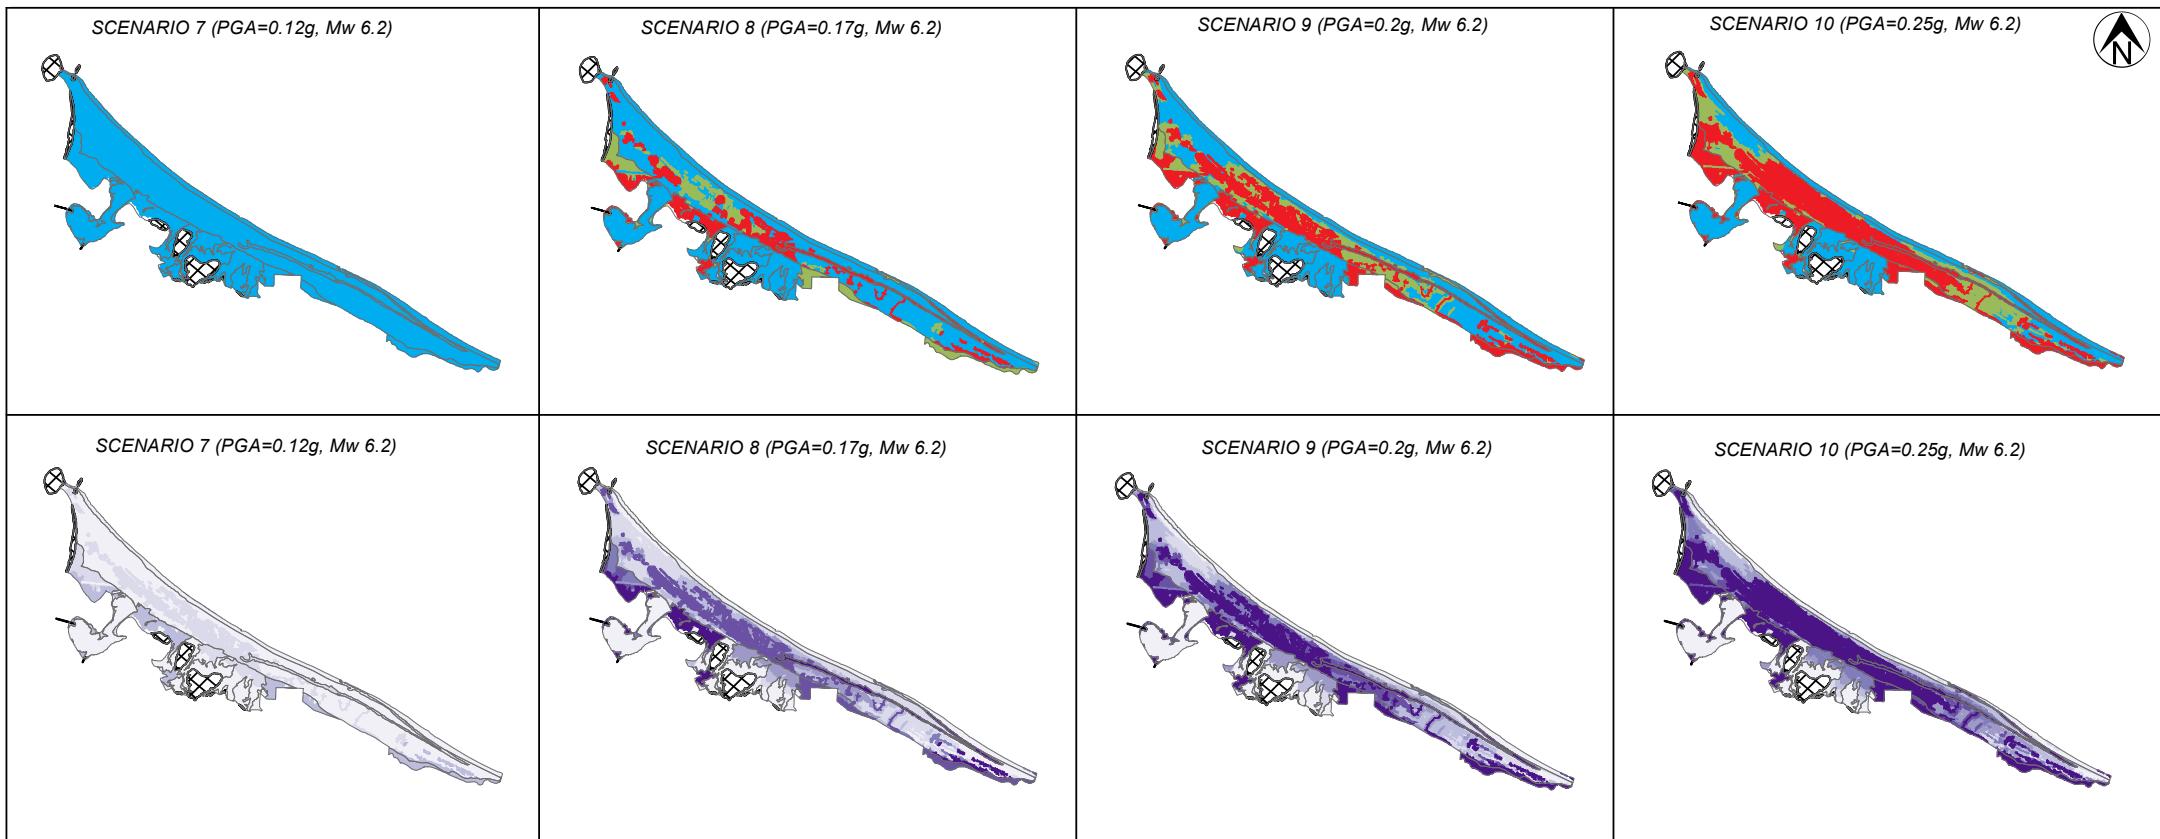 SCENARIO 7 (PGA=0.12g, Mw 6.2)
SCENARIO 8 (PGA=0.17g, Mw 6.2)
SCENARIO 9 (PGA=0.2g, Mw 6.2)
SCENARIO 10 (PGA=0.25g, Mw 6.2)
N
SCENARIO 7 (PGA=0.12g, Mw 6.2)
SCENARIO 8 (PGA=0.17g, Mw 6.2)
SCENARIO 9 (PGA=0.2g, Mw 6.2)
SCENARIO 10 (PGA=0.25g, Mw 6.2)